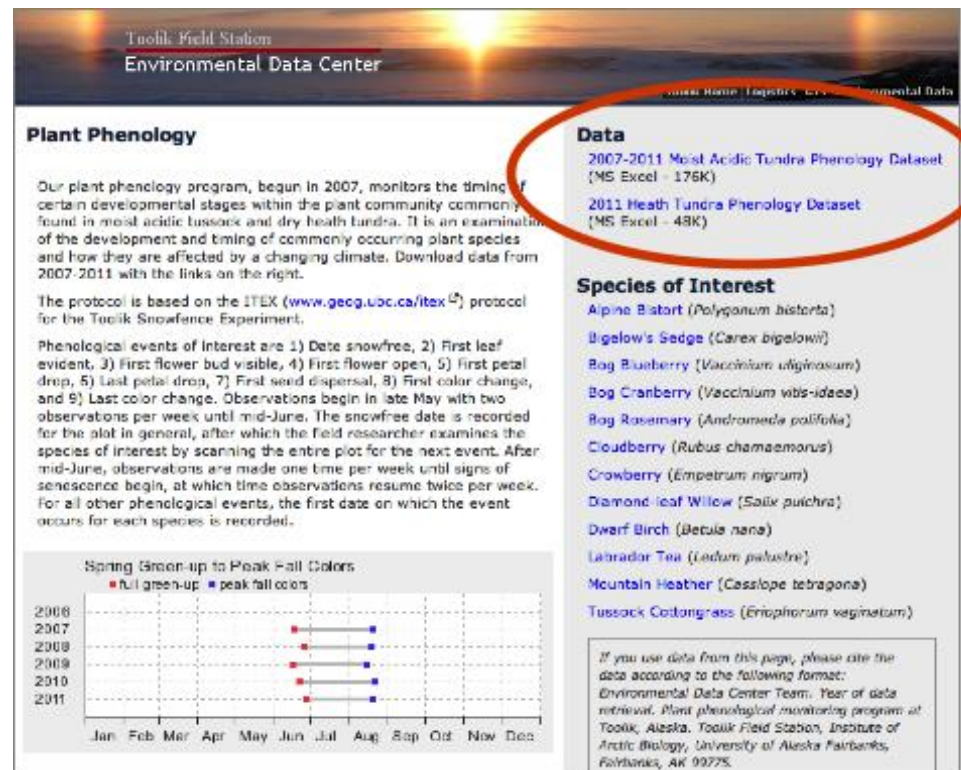 Toolik Field Station
Environmental Data Center
Environmental Data
Plant Phenology
Our plant phenology program, begun in 2007, monitors the timing of
certain developmental stages within the plant community commonly
found in moist acidic tussock and dry heath tundra. It is an examination
of the development and timing of commonly occurring plant species
and how they are affected by a changing climate. Download data from
2007-2011 with the links on the right.
The protocol is based on the ITEX (www.geog.ubc.ca/itex) protocol
for the Toolik Snowfence Experiment.
Phenological events of interest are 1) Date snowfree, 2) First leaf
evident, 3) First flower bud visible, 4) First flower open, 5) First petal
drop, 6) Last petal drop, 7) First seed dispersal, 8) First color change,
and 9) Last color change. Observations begin in late May with two
observations per week until mid-June. The snowfree date is recorded
for the plot in general, after which the field researcher examines the
species of interest by scanning the entire plot for the next event. After
mid-June, observations are made one time per week until signs of
senescence begin, at which time observations resume twice per week.
For all other phenological events, the first date on which the event
occurs for each species is recorded.
Spring Green-up to Peak Fall Colors
full green-up peak fall colors
2006
2007
2008
2009
2010
2011
Jan Feb Mar Apr May Jun Jul Aug Sep Oct Nov Dec
Data
2007-2011 Moist Acidic Tundra Phenology Dataset
(MS Excel - 176K)
2011 Heath Tundra Phenology Dataset
(MS Excel - 48K)
Species of Interest
Alpine Bistort (Polygonum bistorta)
Bigelow's Sedge (Carex bigelowii)
Bog Blueberry (Vaccinium uliginosum)
Bog Cranberry (Vaccinium vitis-idaea)
Bog Rosemary (Andromeda polifolia)
Cloudberry (Rubus chamaemorus)
Crowberry (Empetrum nigrum)
Diamond-leaf Willow (Salix pulchra)
Dwarf Birch (Betula nana)
Labrador Tea (Ledum palustre)
Mountain Heather (Cassiope tetragona)
Tussock Cottongrass (Eriophorum vaginatum)
If you use data from this page, please cite the
data according to the following format:
Environmental Data Center Team. Year of data
retrieval. Plant phenological monitoring program at
Toolik, Alaska. Toolik Field Station, Institute of
Arctic Biology, University of Alaska Fairbanks,
Fairbanks, AK 99775.